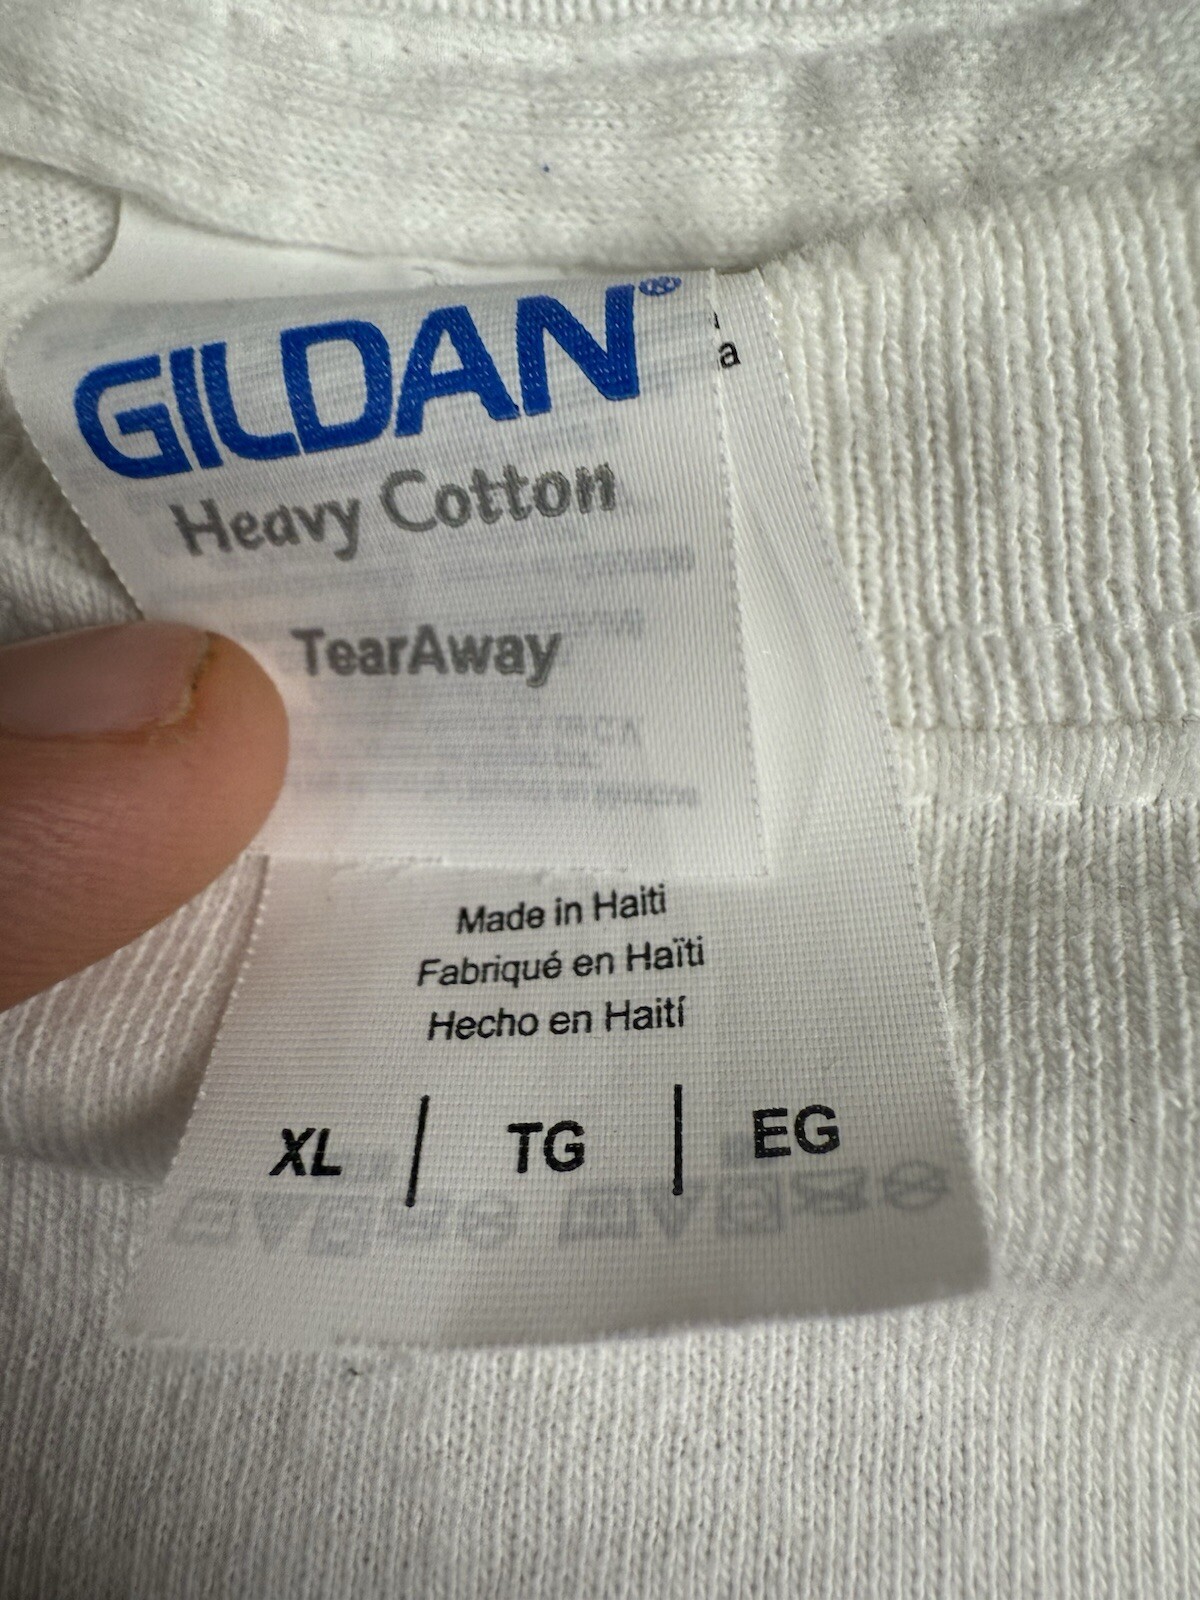 GILDAN®
a
Heavy Cotton
TearAway
Made in Haiti
Fabriqué en Haïti
Hecho en Haití
XL | TG | EG